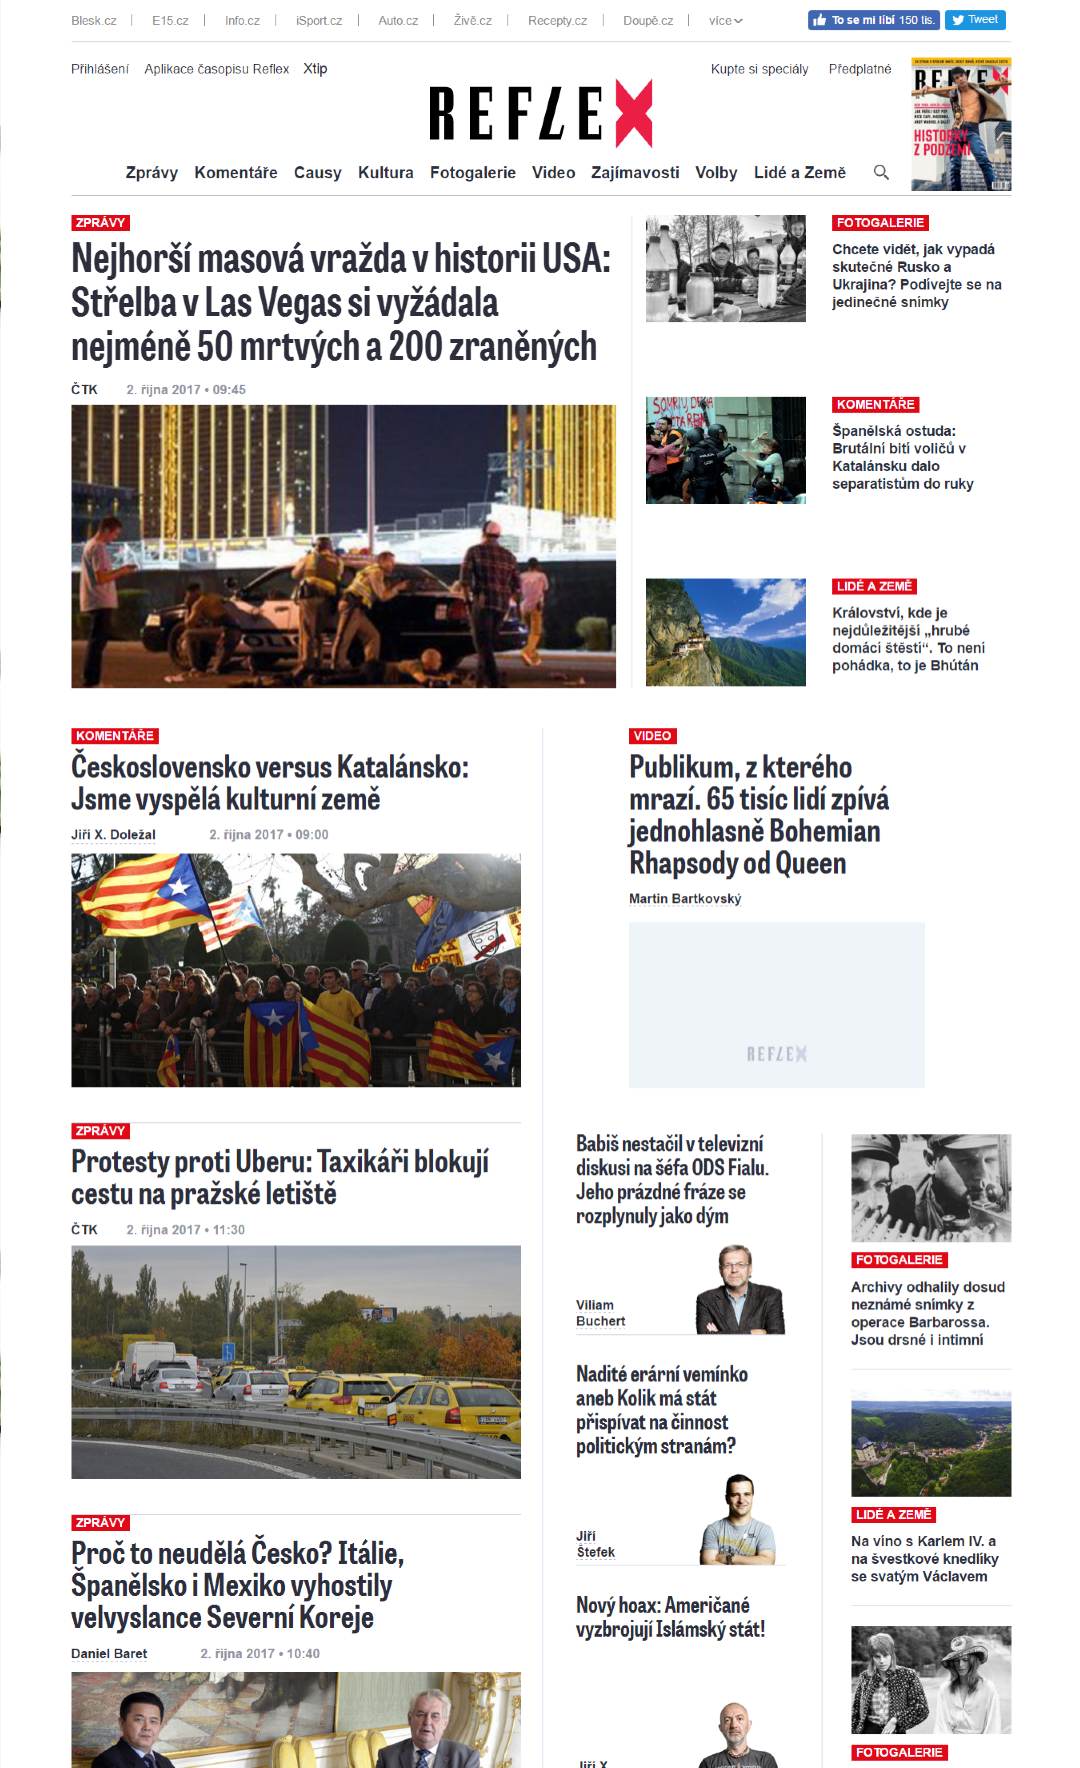 Blesk.cz | E15.cz | Info.cz | iSport.cz | Auto.cz | Živě.cz | Recepty.cz | Doupě.cz | více
To se mi líbí 150 tis. Tweet
Přihlášení Aplikace časopisu Reflex Xtip
Kupte si speciály Předplatné
REFLEX
Zprávy Komentáře Causy Kultura Fotogalerie Video Zajímavosti Volby Lidé a Země
REFLEX
HISTORKY
Z PODZEMÍ
ZPRÁVY
Nejhorší masová vražda v historii USA:
Střelba v Las Vegas si vyžádala
nejméně 50 mrtvých a 200 zraněných
ČTK 2. října 2017 • 09:45
FOTOGALERIE
Chcete vidět, jak vypadá
skutečné Rusko a
Ukrajina? Podívejte se na
jedinečné snímky
KOMENTÁŘE
Španělská ostuda:
Brutální bití voličů v
Katalánsku dalo
separatistům do ruky
LIDÉ A ZEMĚ
Království, kde je
nejdůležitější „hrubé
domácí štěstí“. To není
pohádka, to je Bhútán
KOMENTÁŘE
Československo versus Katalánsko:
Jsme vyspělá kulturní země
Jiří X. Doležal 2. října 2017 • 09:00
VIDEO
Publikum, z kterého
mrazí. 65 tisíc lidí zpívá
jednohlasně Bohemian
Rhapsody od Queen
Martin Bartkovský
REFLEX
ZPRÁVY
Protesty proti Uberu: Taxikáři blokují
cestu na pražské letiště
ČTK 2. října 2017 • 11:30
Babiš nestačil v televizní
diskusi na šéfa ODS Fialu.
Jeho prázdné fráze se
rozplynuly jako dým
Viliam
Buchert
Nadité erární vemínko
aneb Kolik má stát
přispívat na činnost
politickým stranám?
Jiří
Štefek
Nový hoax: Američané
vyzbrojují Islámský stát!
Jiří X.
FOTOGALERIE
Archivy odhalily dosud
neznámé snímky z
operace Barbarossa.
Jsou drsné i intimní
LIDÉ A ZEMĚ
Na víno s Karlem IV. a
na švestkové knedlíky
se svatým Václavem
FOTOGALERIE
ZPRÁVY
Proč to neudělá Česko? Itálie,
Španělsko i Mexiko vyhostily
velvyslance Severní Koreje
Daniel Baret 2. října 2017 • 10:40